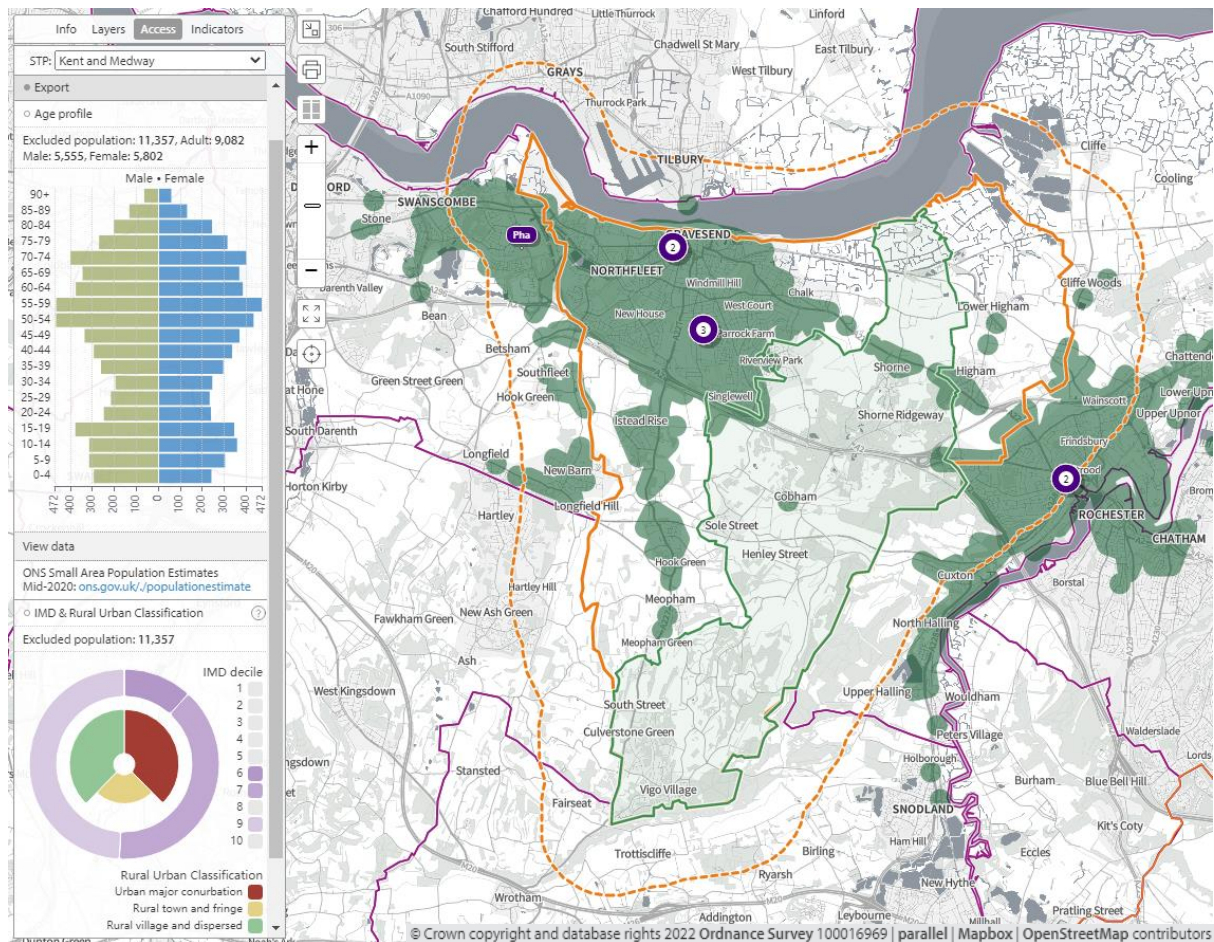 Info Layers Access Indicators
STP: Kent and Medway
Export
Age profile
Excluded population: 11,357, Adult: 9,082
Male: 5,555, Female: 5,802
Male • Female
90+
85-89
80-84
75-79
70-74
65-69
60-64
55-59
50-54
45-49
40-44
35-39
30-34
25-29
20-24
15-19
10-14
5-9
0-4
472 400 300 200 100 0 100 200 300 400 472
View data
ONS Small Area Population Estimates
Mid-2020: ons.gov.uk/./populationestimate
IMD & Rural Urban Classification ?
Excluded population: 11,357
IMD decile
1
2
3
4
5
6
7
8
9
10
Rural Urban Classification
Urban major conurbation
Rural town and fringe
Rural village and dispersed
Chafford Hundred
Little Thurrock
Linford
306
South Stifford
Chadwell St Mary
East Tilbury
GRAYS
West Tilbury
A1090
Thurrock Park
TILBURY
Cliffe
Cooling
SWANSCOMBE
Stone
Pha
GRAVESEND
2
NORTHFLEET
Windmill Hill
Chalk
Cliffe Woods
West Court
Lower Higham
Bean
New House
3
Betsham
Riverview Park
Southfleet
Shorne
Higham
Green Street Green
Hook Green
Singlewell
Wainscott
Upper Upnor
South Darenth
Istead Rise
Shorne Ridgeway
Frindsbury
Longfield
New Barn
2
Horton Kirby
Cobham
ROCHESTER
Longfield Hill
Hartley
Sole Street
CHATHAM
Henley Street
Hook Green
Cuxton
Borstal
Hartley Hill
Meopham
New Ash Green
Fawkham Green
North Halling
Meopham Green
Ash
West Kingsdown
Upper Halling
Wouldham
South Street
Culverstone Green
Peters Village
Walderslade
Holborough
Stansted
Burham
Blue Bell Hill
Vigo Village
Fairseat
SNODLAND
Kit's Coty
Ham Hill
Eccles
Trottiscliffe
Birling
Ryarsh
New Hythe
Wrotham
Addington
Leybourne
Pratling Street
© Crown copyright and database rights 2022 Ordnance Survey 100016969 | parallel | Mapbox | OpenStreetMap contributors